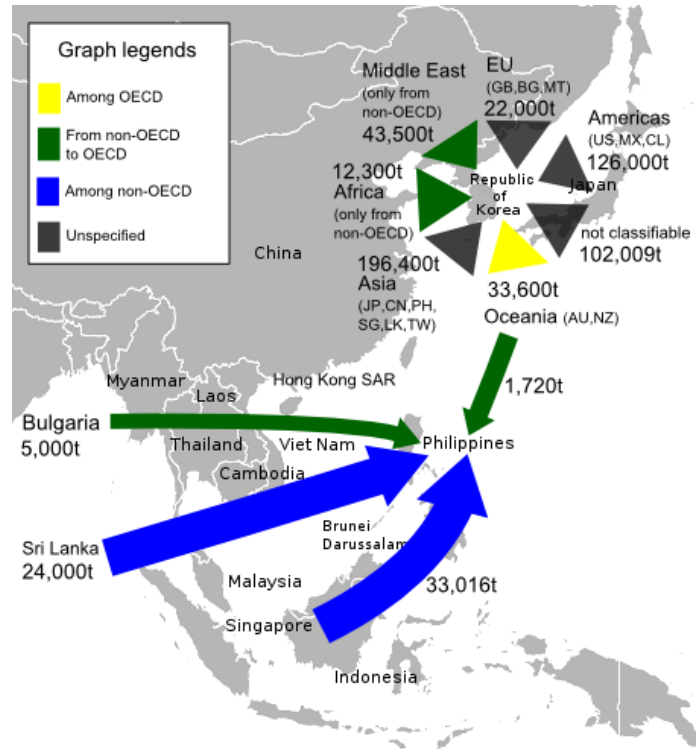 Graph legends
Among OECD
From non-OECD
to OECD
Among non-OECD
Unspecified
Middle East
(only from
non-OECD)
43,500t
EU
(GB,BG,MT)
22,000t
Americas
(US,MX,CL)
126,000t
12,300t
Africa
(only from
non-OECD)
Republic
of
Korea
Japan
not classifiable
102,009t
196,400t
Asia
(JP,CN,PH,
SG,LK,TW)
33,600t
Oceania (AU,NZ)
China
1,720t
Myanmar
Laos
Hong Kong SAR
Bulgaria
5,000t
Thailand
Viet Nam
Philippines
Cambodia
Sri Lanka
24,000t
Brunei
Darussalam
Malaysia
33,016t
Singapore
Indonesia